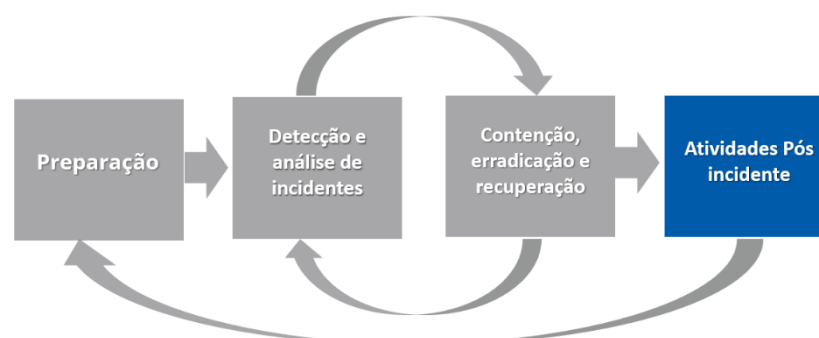 Preparação
Detecção e
análise de
incidentes
Contenção,
erradicação e
recuperação
Atividades Pós
incidente